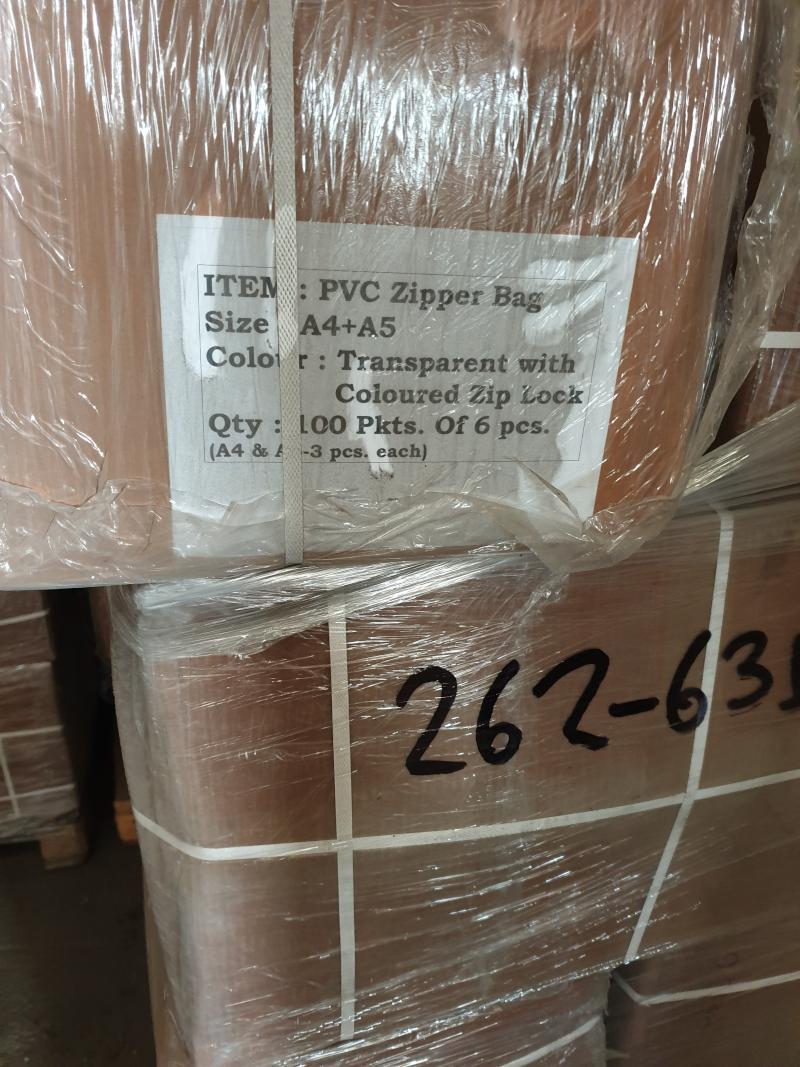 ITEM : PVC Zipper Bag
Size A4+A5
Colour : Transparent with
Coloured Zip Lock
Qty : 100 Pkts. Of 6 pcs.
(A4 & A -3 pcs. each)
262-63